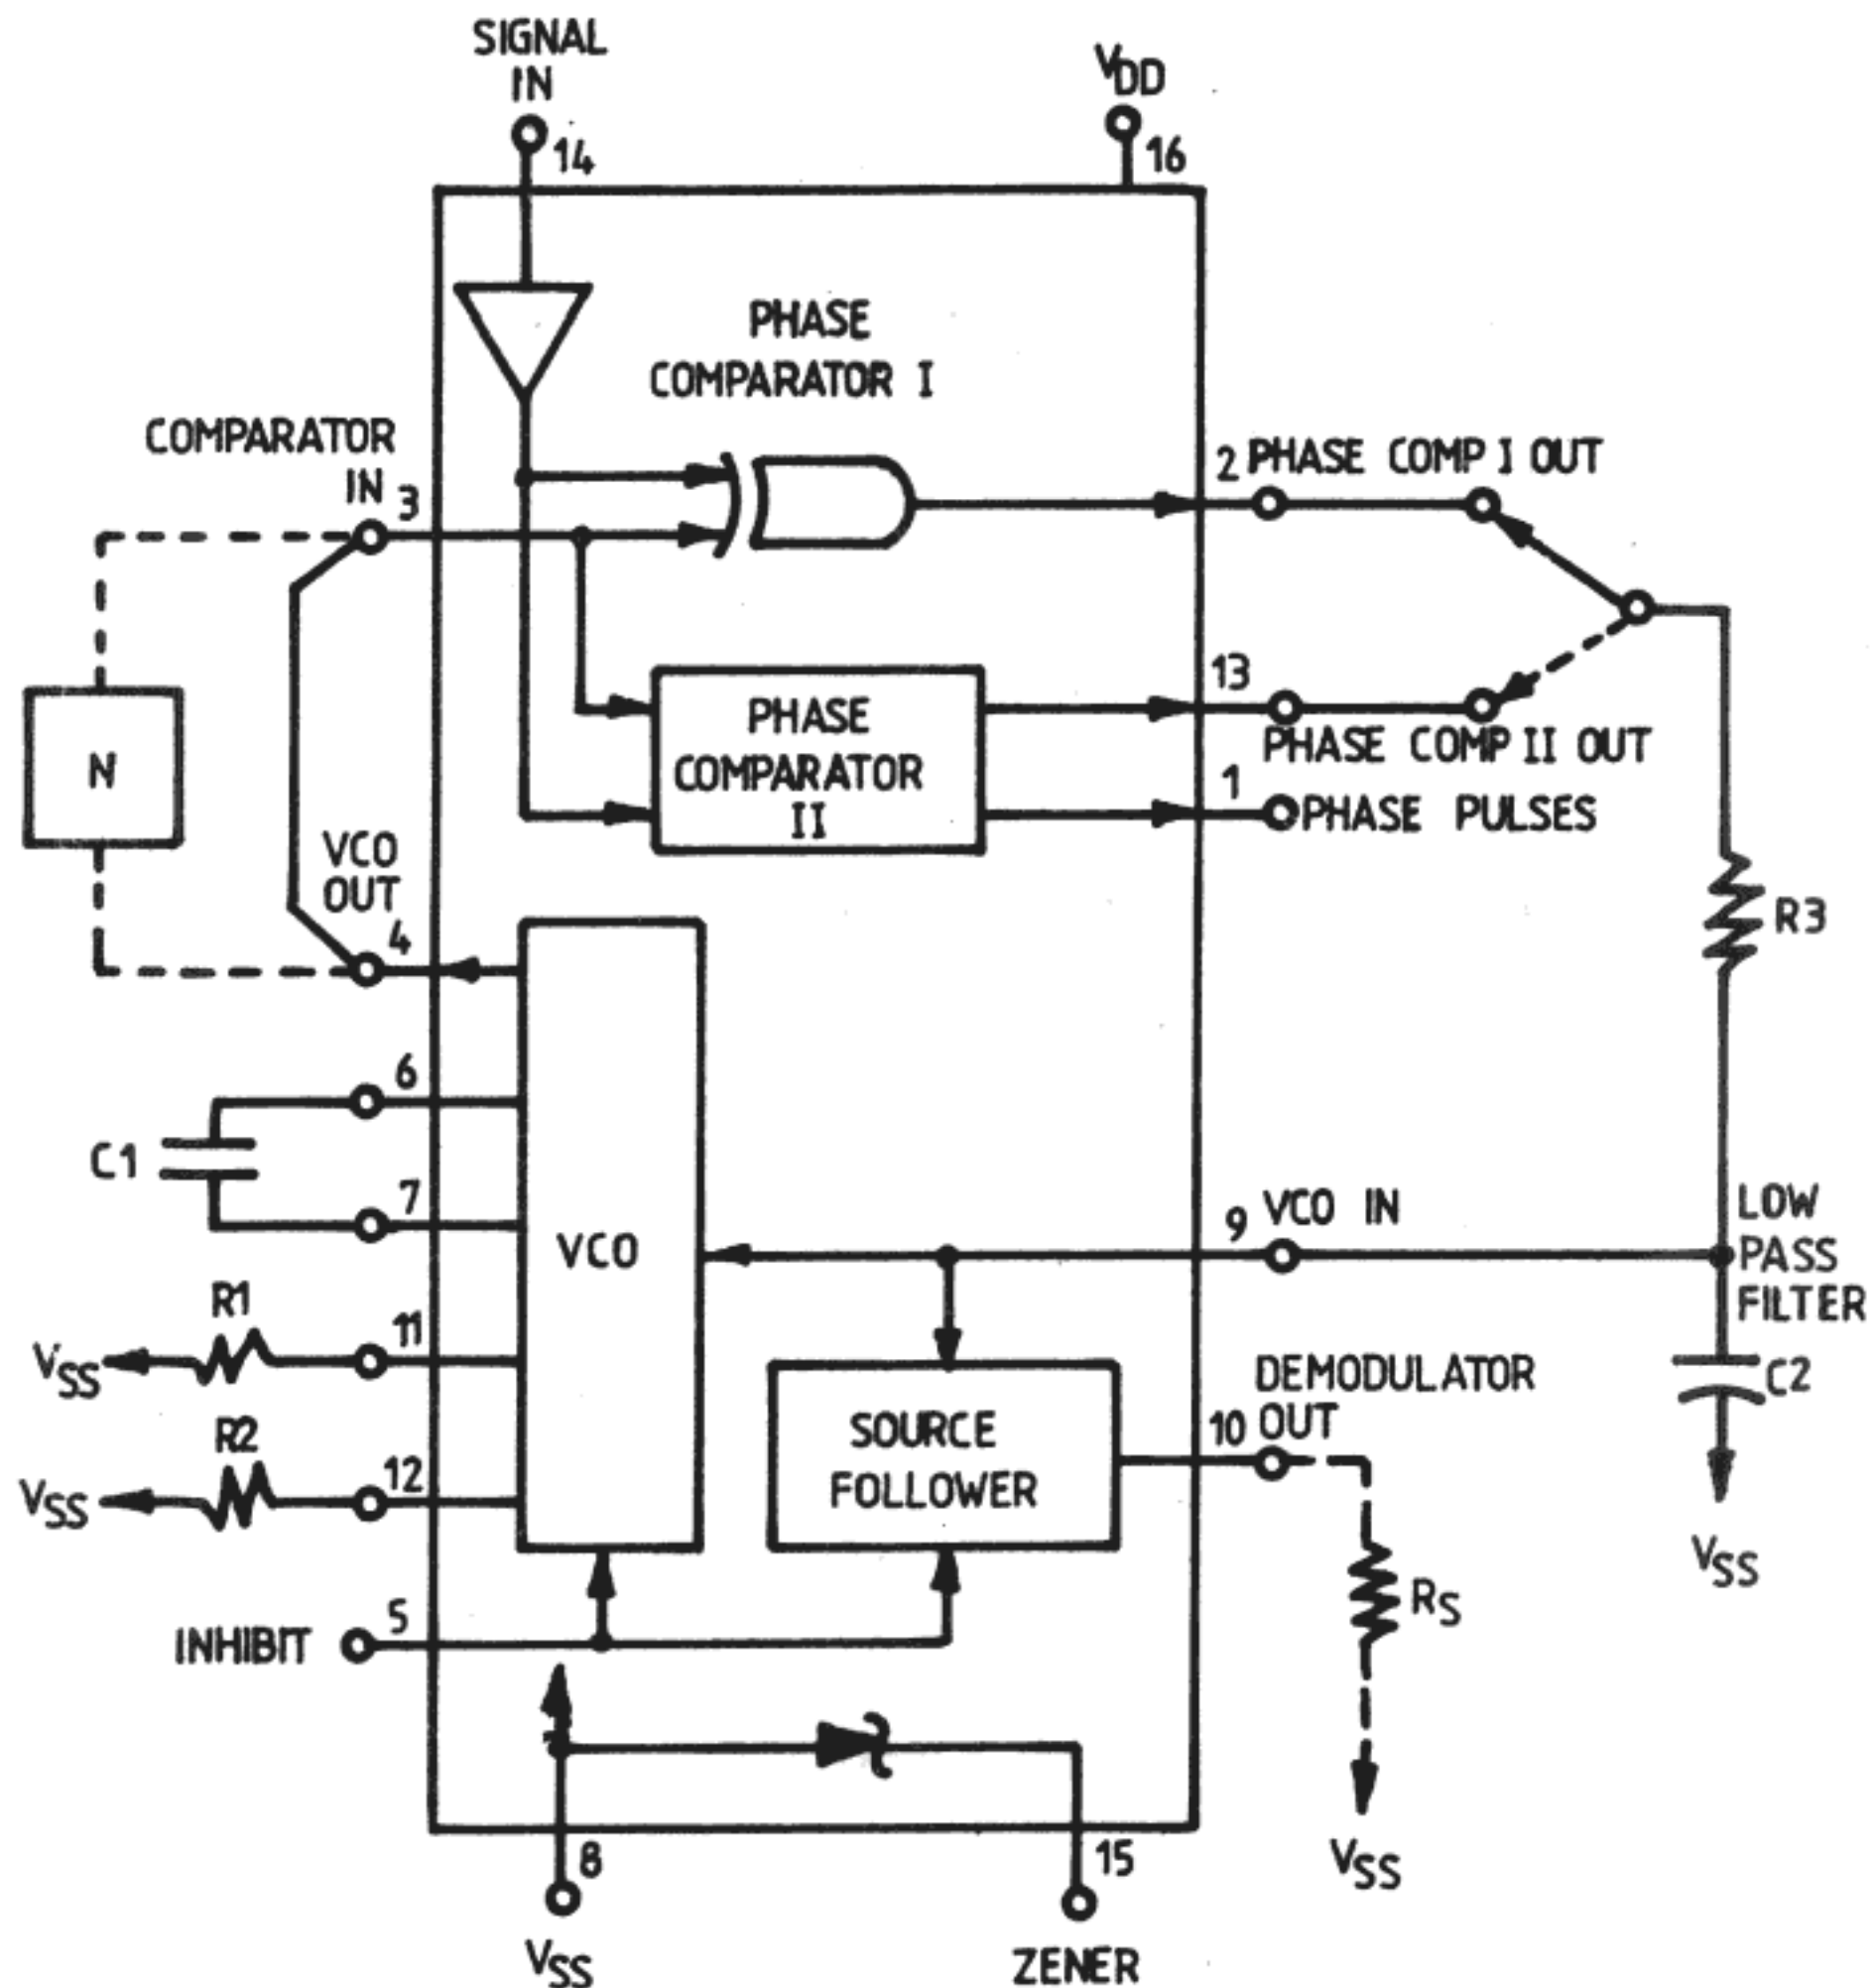 SIGNAL
IN
14
VDD
16
PHASE
COMPARATOR I
COMPARATOR
IN 3
2 PHASE COMP I OUT
13
PHASE COMP II OUT
1
PHASE PULSES
PHASE
COMPARATOR
II
N
VCO
OUT
4
R3
6
C1
7
VCO
9 VCO IN
LOW
PASS
FILTER
R1
11
VSS
R2
12
VSS
SOURCE
FOLLOWER
DEMODULATOR
10 OUT
C2
VSS
RS
VSS
INHIBIT
5
8
VSS
15
ZENER